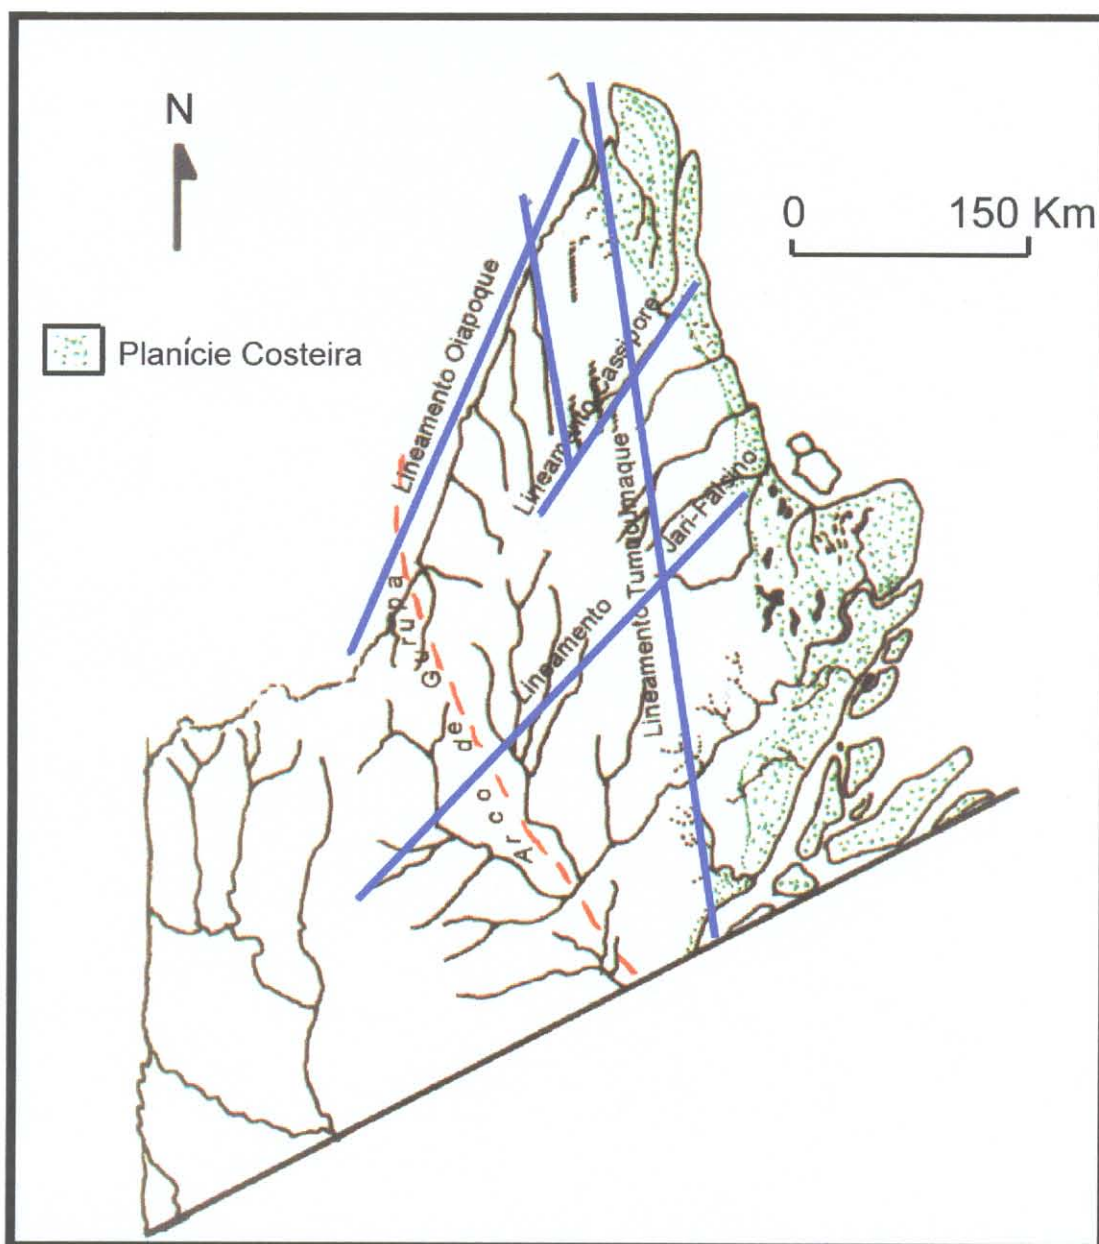 N
0 150 Km
Planície Costeira
Lineamento Oiapoque
Lineamento Cassipore
Lineamento Tumucumaque
Lineamento Jari-Falsino
Arco de Gurupa